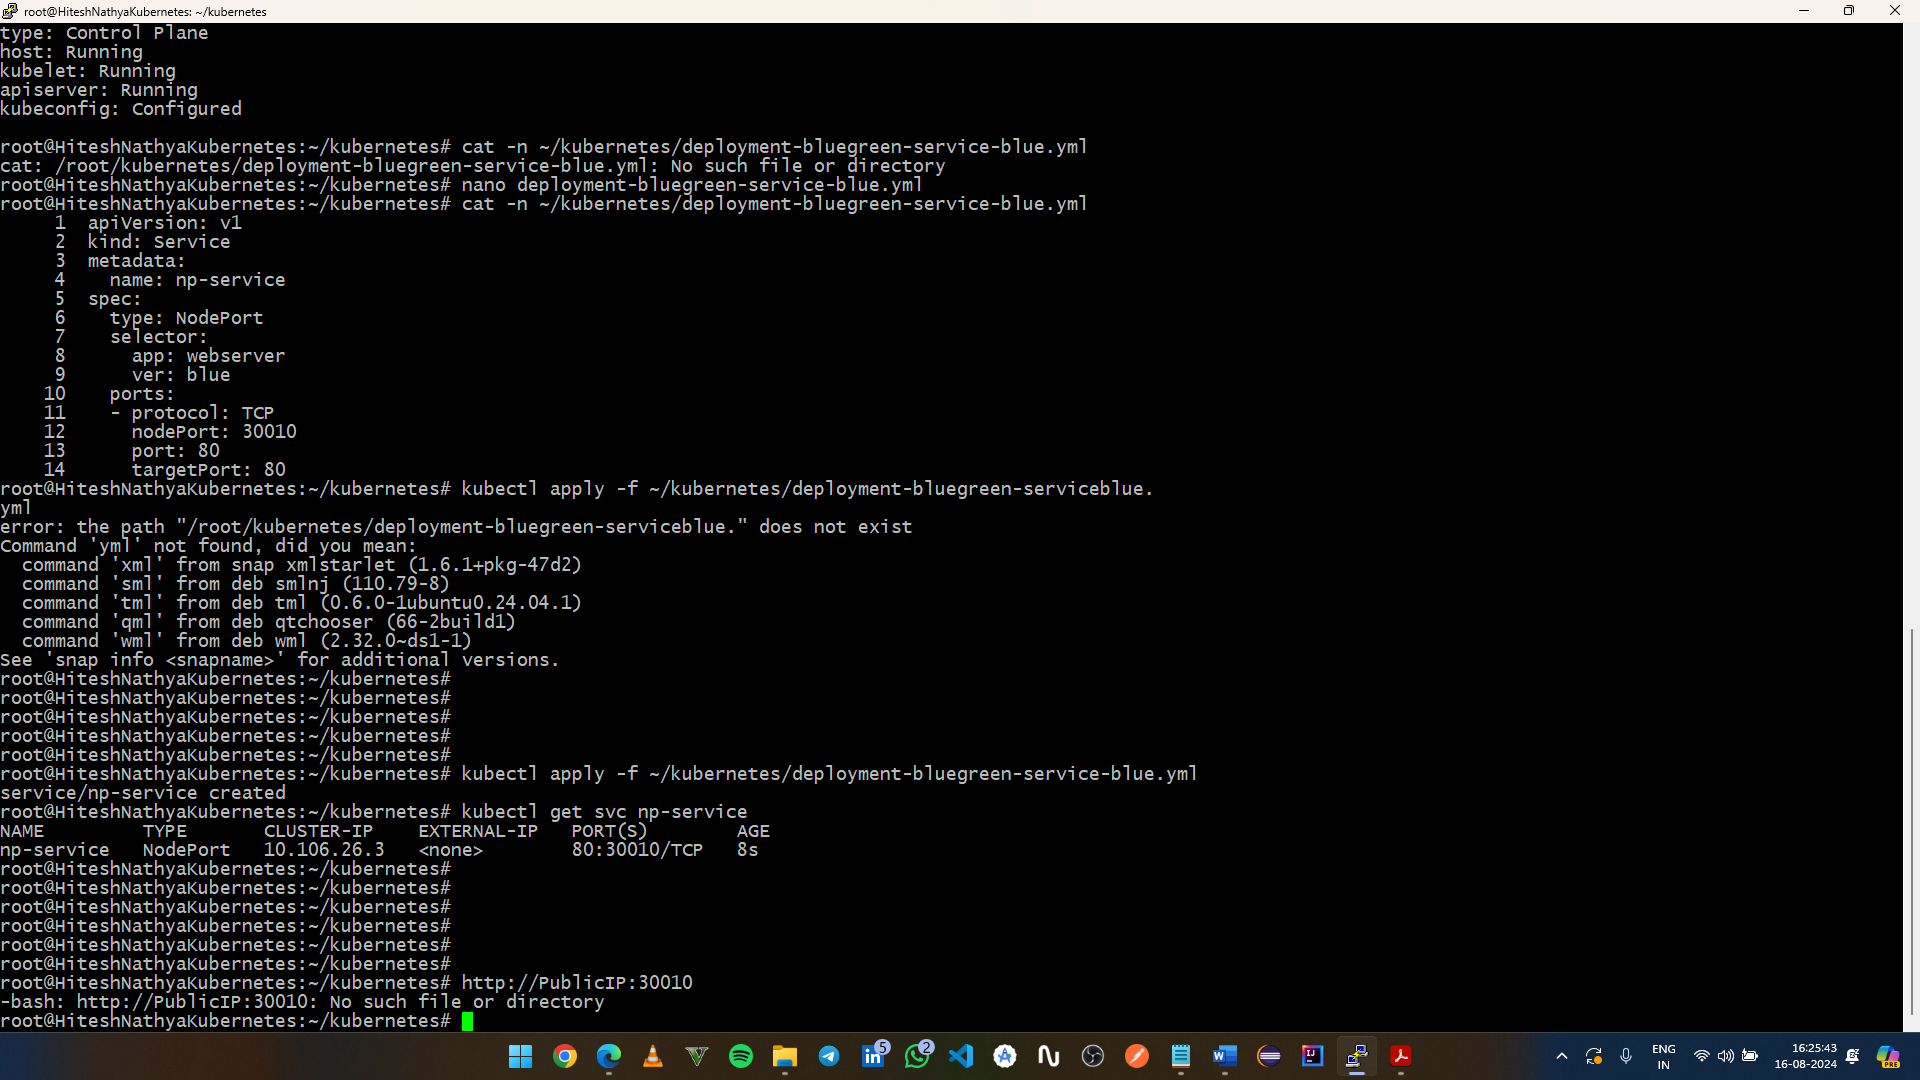 root@HiteshNathyaKubernetes: ~/kubernetes
type: Control Plane
host: Running
kubelet: Running
apiserver: Running
kubeconfig: Configured
root@HiteshNathyaKubernetes:~/kubernetes# cat -n ~/kubernetes/deployment-bluegreen-service-blue.yml
cat: /root/kubernetes/deployment-bluegreen-service-blue.yml: No such file or directory
root@HiteshNathyaKubernetes:~/kubernetes# nano deployment-bluegreen-service-blue.yml
root@HiteshNathyaKubernetes:~/kubernetes# cat -n ~/kubernetes/deployment-bluegreen-service-blue.yml
     1  apiVersion: v1
     2  kind: Service
     3  metadata:
     4    name: np-service
     5  spec:
     6    type: NodePort
     7    selector:
     8      app: webserver
     9      ver: blue
    10    ports:
    11    - protocol: TCP
    12      nodePort: 30010
    13      port: 80
    14      targetPort: 80
root@HiteshNathyaKubernetes:~/kubernetes# kubectl apply -f ~/kubernetes/deployment-bluegreen-serviceblue.
yml
error: the path "/root/kubernetes/deployment-bluegreen-serviceblue." does not exist
Command 'yml' not found, did you mean:
  command 'xml' from snap xmlstarlet (1.6.1+pkg-47d2)
  command 'sml' from deb smlnj (110.79-8)
  command 'tml' from deb tml (0.6.0-1ubuntu0.24.04.1)
  command 'qml' from deb qtchooser (66-2build1)
  command 'wml' from deb wml (2.32.0~ds1-1)
See 'snap info <snapname>' for additional versions.
root@HiteshNathyaKubernetes:~/kubernetes#
root@HiteshNathyaKubernetes:~/kubernetes#
root@HiteshNathyaKubernetes:~/kubernetes#
root@HiteshNathyaKubernetes:~/kubernetes#
root@HiteshNathyaKubernetes:~/kubernetes#
root@HiteshNathyaKubernetes:~/kubernetes# kubectl apply -f ~/kubernetes/deployment-bluegreen-service-blue.yml
service/np-service created
root@HiteshNathyaKubernetes:~/kubernetes# kubectl get svc np-service
NAME         TYPE       CLUSTER-IP    EXTERNAL-IP   PORT(S)        AGE
np-service   NodePort   10.106.26.3   <none>        80:30010/TCP   8s
root@HiteshNathyaKubernetes:~/kubernetes#
root@HiteshNathyaKubernetes:~/kubernetes#
root@HiteshNathyaKubernetes:~/kubernetes#
root@HiteshNathyaKubernetes:~/kubernetes#
root@HiteshNathyaKubernetes:~/kubernetes#
root@HiteshNathyaKubernetes:~/kubernetes#
root@HiteshNathyaKubernetes:~/kubernetes# http://PublicIP:30010
-bash: http://PublicIP:30010: No such file or directory
root@HiteshNathyaKubernetes:~/kubernetes#
5
2
ENG
IN
16:25:43
16-08-2024
PRE